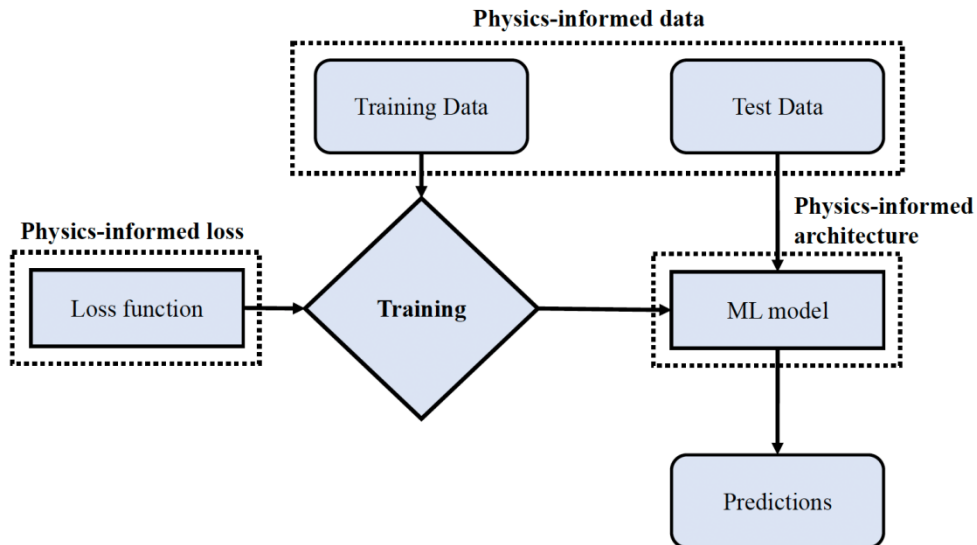 Physics-informed data
Training Data
Test Data
Physics-informed
architecture
Physics-informed loss
Loss function
Training
ML model
Predictions